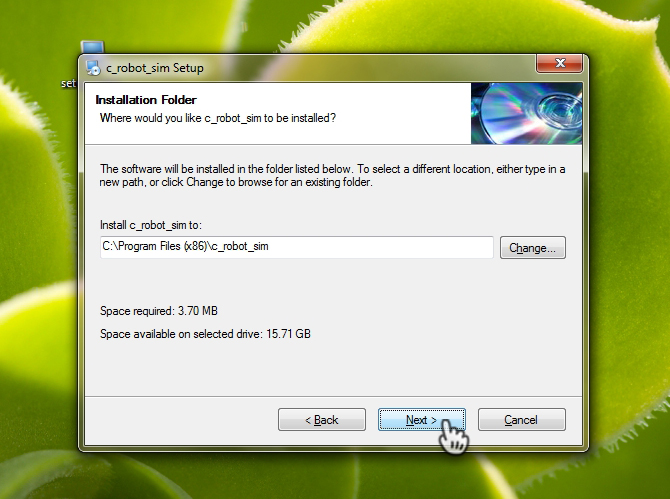 set
c_robot_sim Setup
Installation Folder
Where would you like c_robot_sim to be installed?
The software will be installed in the folder listed below. To select a different location, either type in a
new path, or click Change to browse for an existing folder.
Install c_robot_sim to:
C:\Program Files (x86)\c_robot_sim
Change...
Space required: 3.70 MB
Space available on selected drive: 15.71 GB
< Back
Next >
Cancel